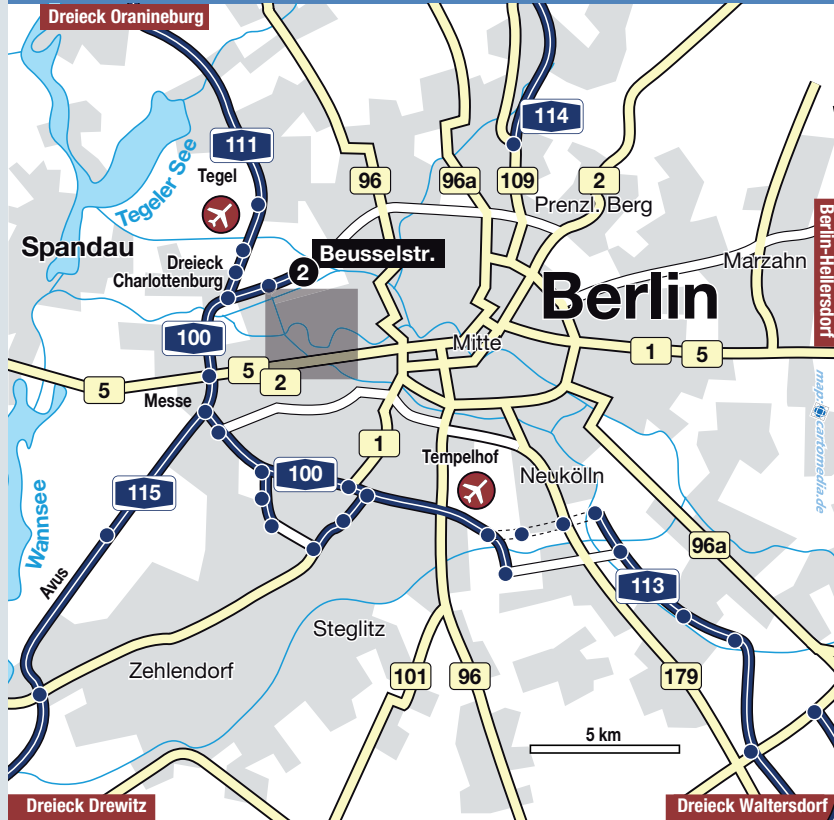 Dreieck Oranineburg
114
111
Tegel
96
96a
109
2
Tegeler See
Prenzl. Berg
Spandau
Beusselstr.
2
Dreieck
Charlottenburg
Berlin-Hellersdorf
Marzahn
Berlin
100
Mitte
1
5
5
2
5
Messe
map: cartomedia.de
1
Tempelhof
100
Neukölln
115
Wannsee
96a
Avus
113
Steglitz
Zehlendorf
101
96
179
5 km
Dreieck Drewitz
Dreieck Waltersdorf